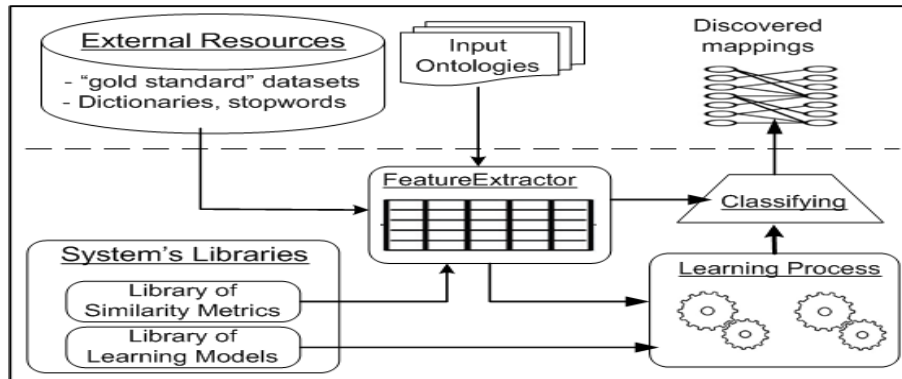 External Resources
- “gold standard” datasets
- Dictionaries, stopwords
Input
Ontologies
Discovered
mappings
FeatureExtractor
Classifying
System's Libraries
Library of
Similarity Metrics
Library of
Learning Models
Learning Process